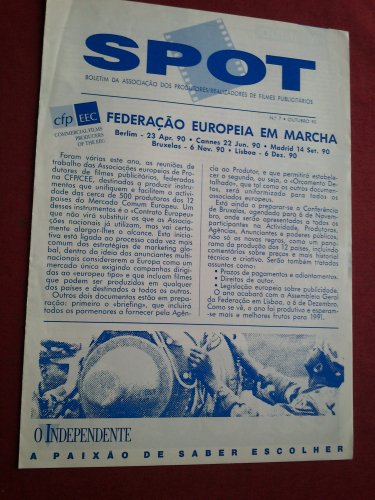 SPOT
BOLETIM DA ASSOCIAÇÃO DOS PRODUTORES/REALIZADORES DE FILMES PUBLICITÁRIOS
Nº 7 • OUTUBRO 90
cfp EEC
COMMERCIAL FILMS
PRODUCERS
OF THE EEC
FEDERAÇÃO EUROPEIA EM MARCHA
Berlim - 23 Apr. 90 • Cannes 22 Jun. 90 • Madrid 14 Set. 90
Bruxelas - 6 Nov. 90 • Lisboa - 6 Dez. 90
Foram várias este ano, as reuniões de
trabalho das Associações europeias de Pro-
dutores de filmes publicitários, federadas
na CFP/CEE, destinados a produzir instru-
mentos que unifiquem e facilitem a activi-
dade das cerca de 500 produtoras dos 12
países do Mercado Comum Europeu. Um
desses instrumentos é o «Contrato Europeu»
que não virá substituir os que as Associa-
ções nacionais já utilizam, mas vai certa-
mente alargar-lhes o alcance. Esta inicia-
tiva está ligada ao processo cada vez mais
comum das estratégias de marketing glo-
bal, dentro da ideia dos anunciantes multi-
nacionais considerarem a Europa como um
mercado único exigindo companhas dirigi-
das ao «europeu tipo» e que incluam filmes
que podem ser produzidos em qualquer
dos países e destinados a todos os outros.
Outros dois documentos estão em prepa-
ração: primeiro o «briefing», que incluirá
todos os pormenores a fornecer pela Agên-
cia ao Produtor, e que permitirá estabele-
cer o segundo, ou seja, o «Orçamento De-
talhado», que tal como os outros documen-
tos, será uniformizado para todos os
associados europeus.
Está ainda a preparar-se a Conferência
de Bruxelas, agendada para 6 de Novem-
bro, onde serão apresentados a todos os
participantes na Actividade, Produtoras,
Agências, Anunciantes e poderes públicos,
não só as novas regras, como um pano-
rama da produção dos 12 países, incluindo
comentários sobre preços e mais historial
técnico e criativo. Serão também tratados
assuntos como:
• Prazos de pagamentos e adiantamentos.
• Direitos de autor.
• Legislação europeia sobre publicidade.
O ano acabará com a Assembleia Geral
da Federação em Lisboa, a 6 de Dezembro.
Como se vê, o ano foi produtivo e esperam-
-se mais e melhores frutos para 1991.
O INDEPENDENTE
A PAIXÃO DE SABER ESCOLHER